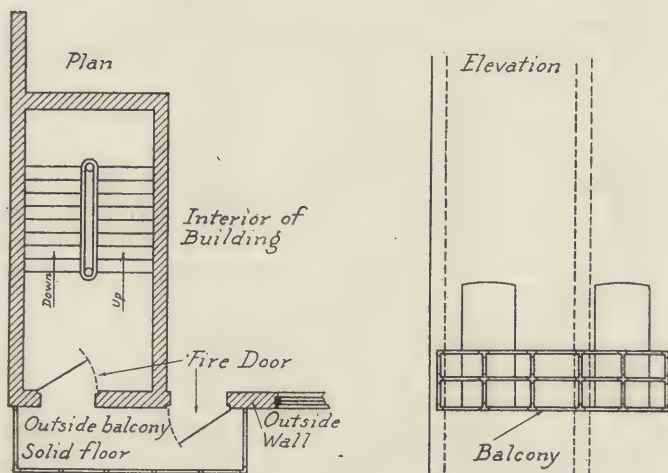 Plan
Elevation
Interior of
Building
Down
Up
Fire Door
Outside balcony
Solid floor
Outside
Wall
Balcony